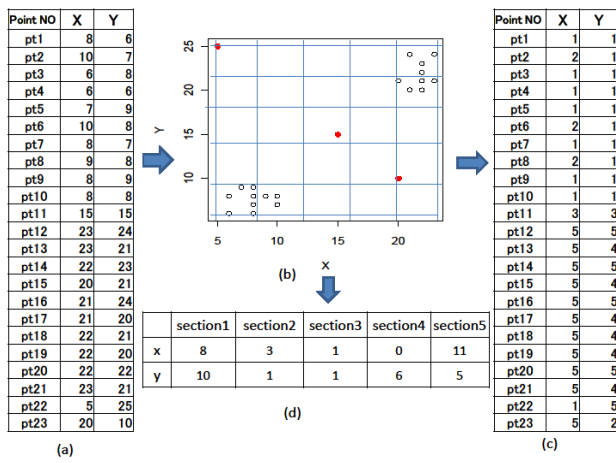 Point NO X Y
pt1 8 6
pt2 10 7
pt3 6 8
pt4 6 6
pt5 7 9
pt6 10 8
pt7 8 7
pt8 9 8
pt9 8 9
pt10 8 8
pt11 15 15
pt12 23 24
pt13 23 21
pt14 22 23
pt15 20 21
pt16 21 24
pt17 21 20
pt18 22 21
pt19 22 20
pt20 22 22
pt21 23 21
pt22 5 25
pt23 20 10
(a)
25
20
15
10
Y
5 10 15 20
X
(b)
section1 section2 section3 section4 section5
x 8 3 1 0 11
y 10 1 1 6 5
(d)
Point NO X Y
pt1 1 1
pt2 2 1
pt3 1 1
pt4 1 1
pt5 1 1
pt6 2 1
pt7 1 1
pt8 2 1
pt9 1 1
pt10 1 1
pt11 3 3
pt12 5 5
pt13 5 4
pt14 5 5
pt15 5 4
pt16 5 5
pt17 5 4
pt18 5 4
pt19 5 4
pt20 5 5
pt21 5 4
pt22 1 5
pt23 5 2
(c)